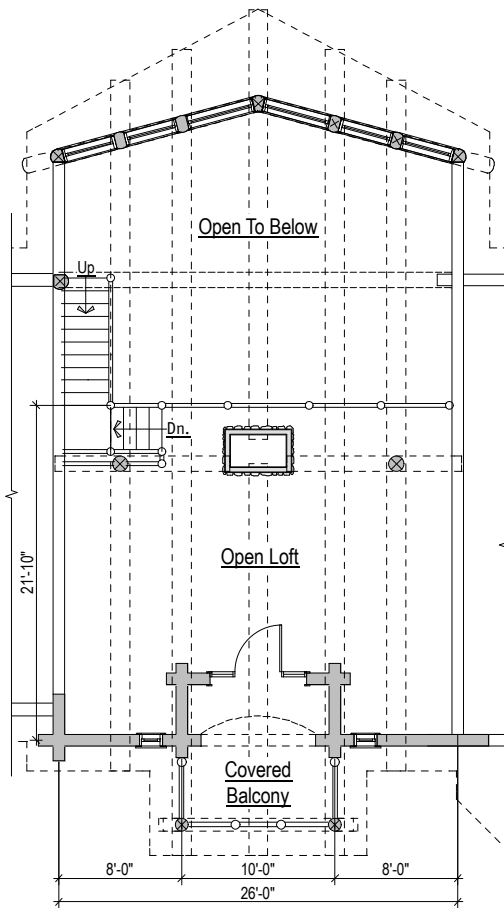 Open To Below
Up
Dn.
21'-10"
Open Loft
Covered
Balcony
8'-0"
10'-0"
8'-0"
26'-0"